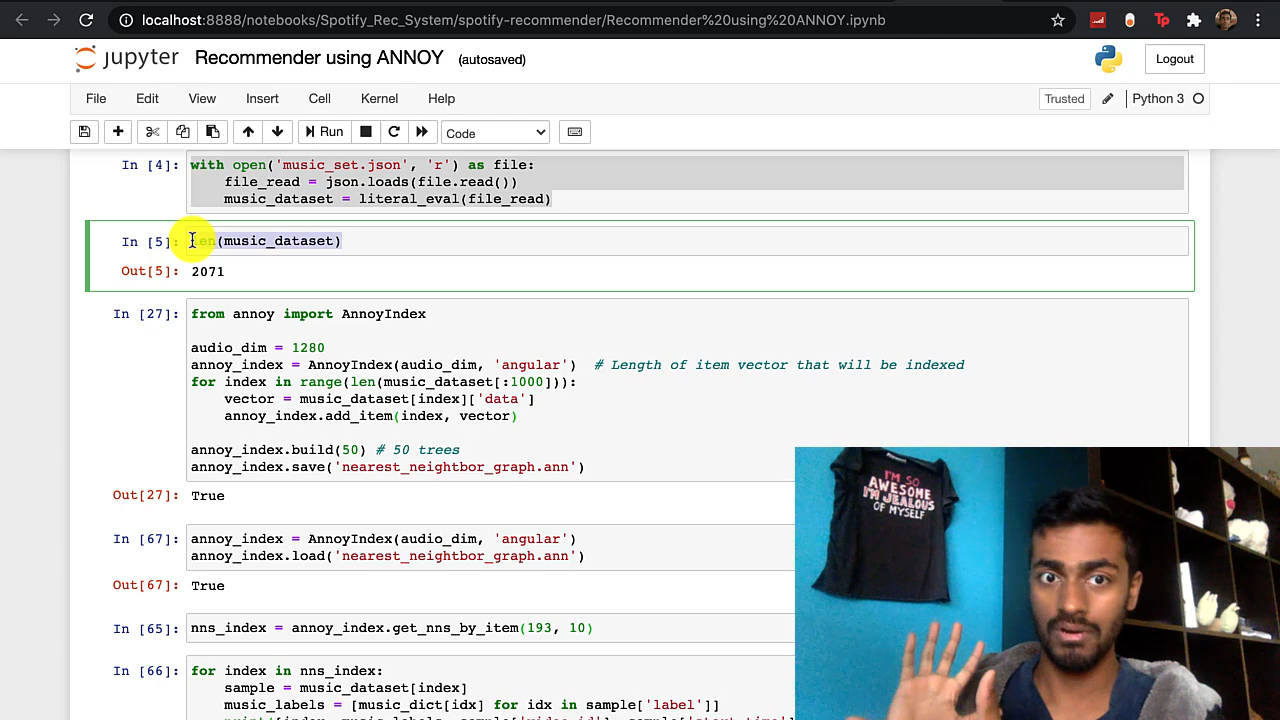 localhost:8888/notebooks/Spotify_Rec_System/spotify-recommender/Recommender%20using%20ANNOY.ipynb
Tp
jupyter Recommender using ANNOY (autosaved) Logout
File Edit View Insert Cell Kernel Help Trusted Python 3
Run Code
In [4]: with open('music_set.json', 'r') as file:
file_read = json.loads(file.read())
music_dataset = literal_eval(file_read)
In [5]: len(music_dataset)
Out[5]: 2071
In [27]: from annoy import AnnoyIndex
audio_dim = 1280
annoy_index = AnnoyIndex(audio_dim, 'angular')  # Length of item vector that will be indexed
for index in range(len(music_dataset[:1000])):
vector = music_dataset[index]['data']
annoy_index.add_item(index, vector)
annoy_index.build(50) # 50 trees
annoy_index.save('nearest_neighbor_graph.ann')
Out[27]: True
In [67]: annoy_index = AnnoyIndex(audio_dim, 'angular')
annoy_index.load('nearest_neighbor_graph.ann')
Out[67]: True
In [65]: nns_index = annoy_index.get_nns_by_item(193, 10)
In [66]: for index in nns_index:
sample = music_dataset[index]
music_labels = [music_dict[idx] for idx in sample['label']]
I'M SO
AWESOME
I'M JEALOUS
OF MYSELF